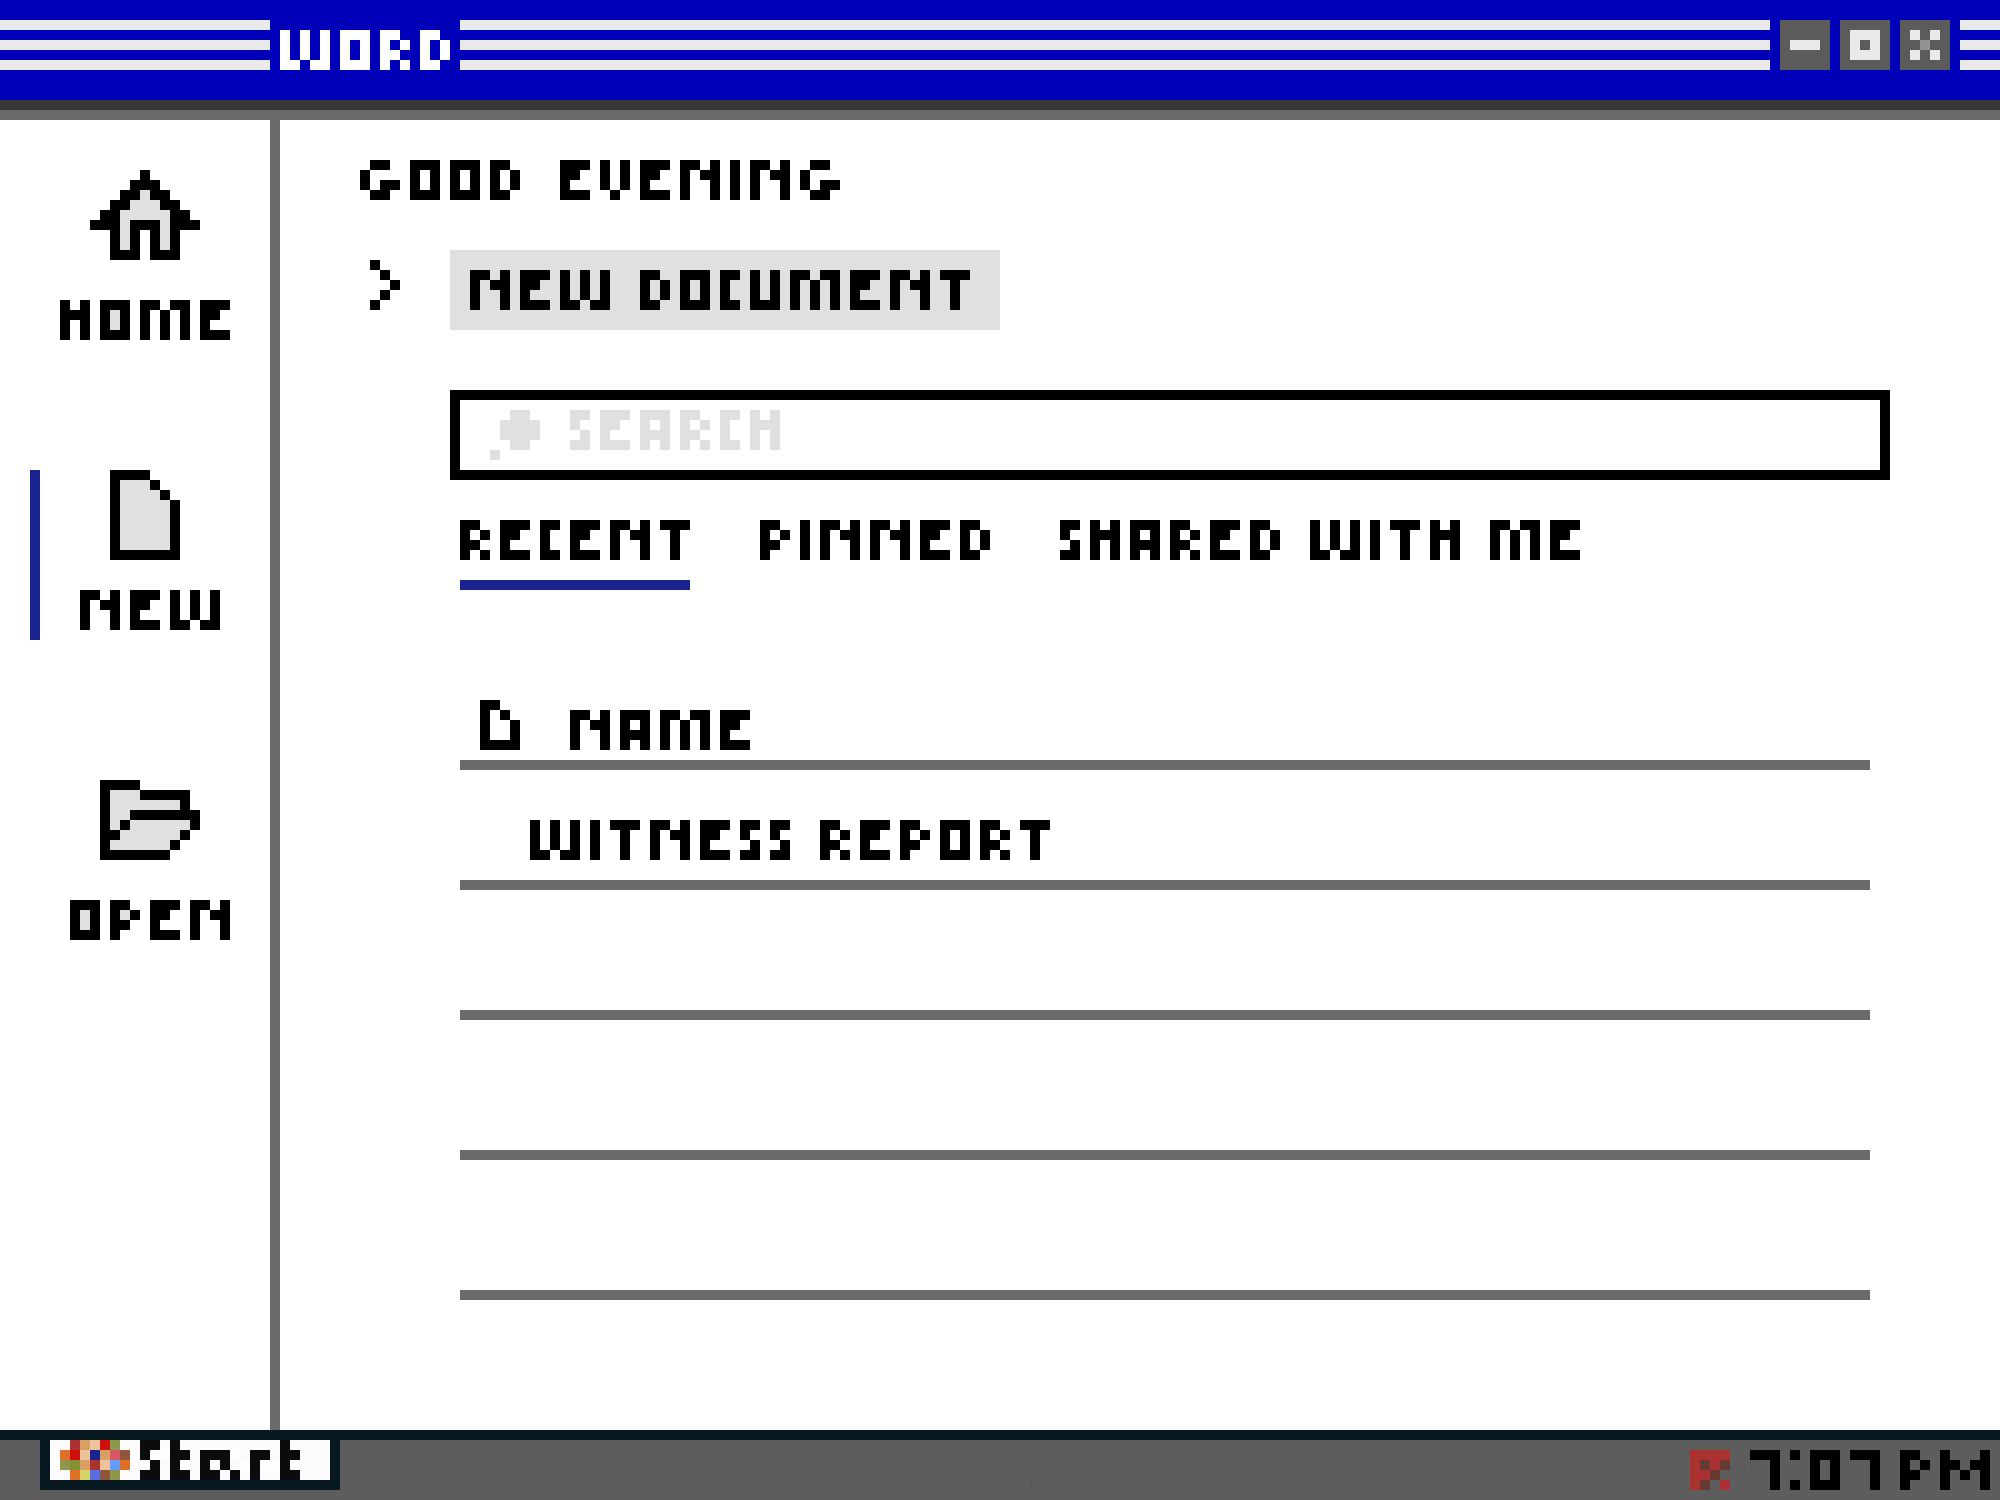 WORD
HOME
NEW
OPEN
GOOD EVENING
> NEW DOCUMENT
SEARCH
RECENT PINNED SHARED WITH ME
NAME
WITNESS REPORT
Start
7:07 PM